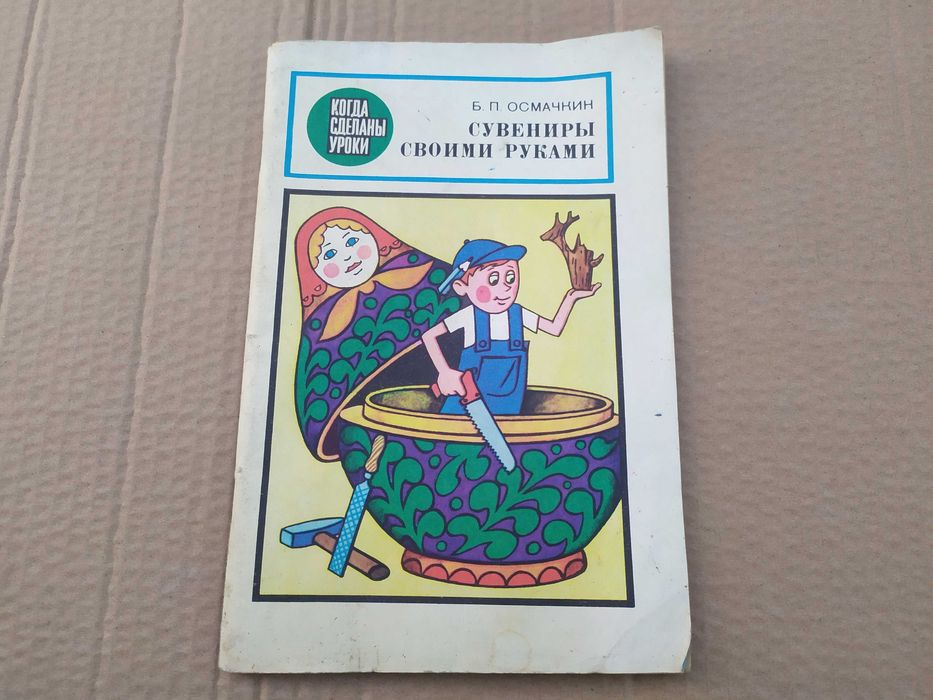 КОГДА
СДЕЛАНЫ
УРОКИ
Б. П. ОСМАЧКИН
СУВЕНИРЫ
СВОИМИ РУКАМИ